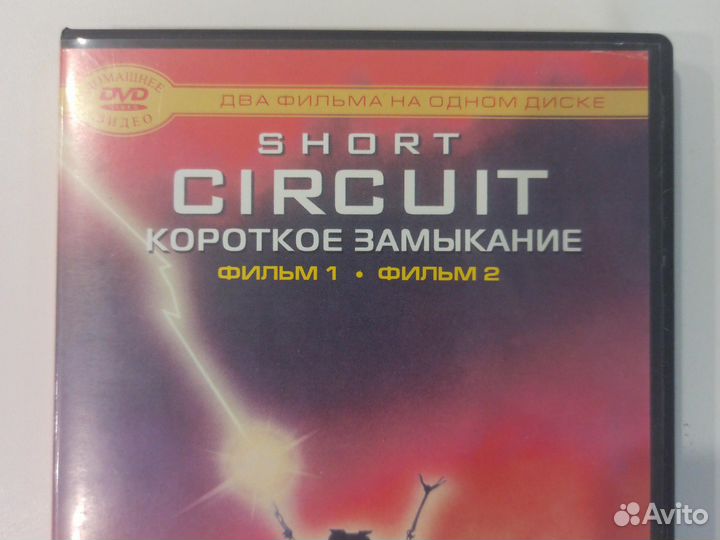 ДОМАШНЕЕ
DVD
ВИДЕО
ДВА ФИЛЬМА НА ОДНОМ ДИСКЕ
SHORT
CIRCUIT
КОРОТКОЕ ЗАМЫКАНИЕ
ФИЛЬМ 1 • ФИЛЬМ 2
Avito